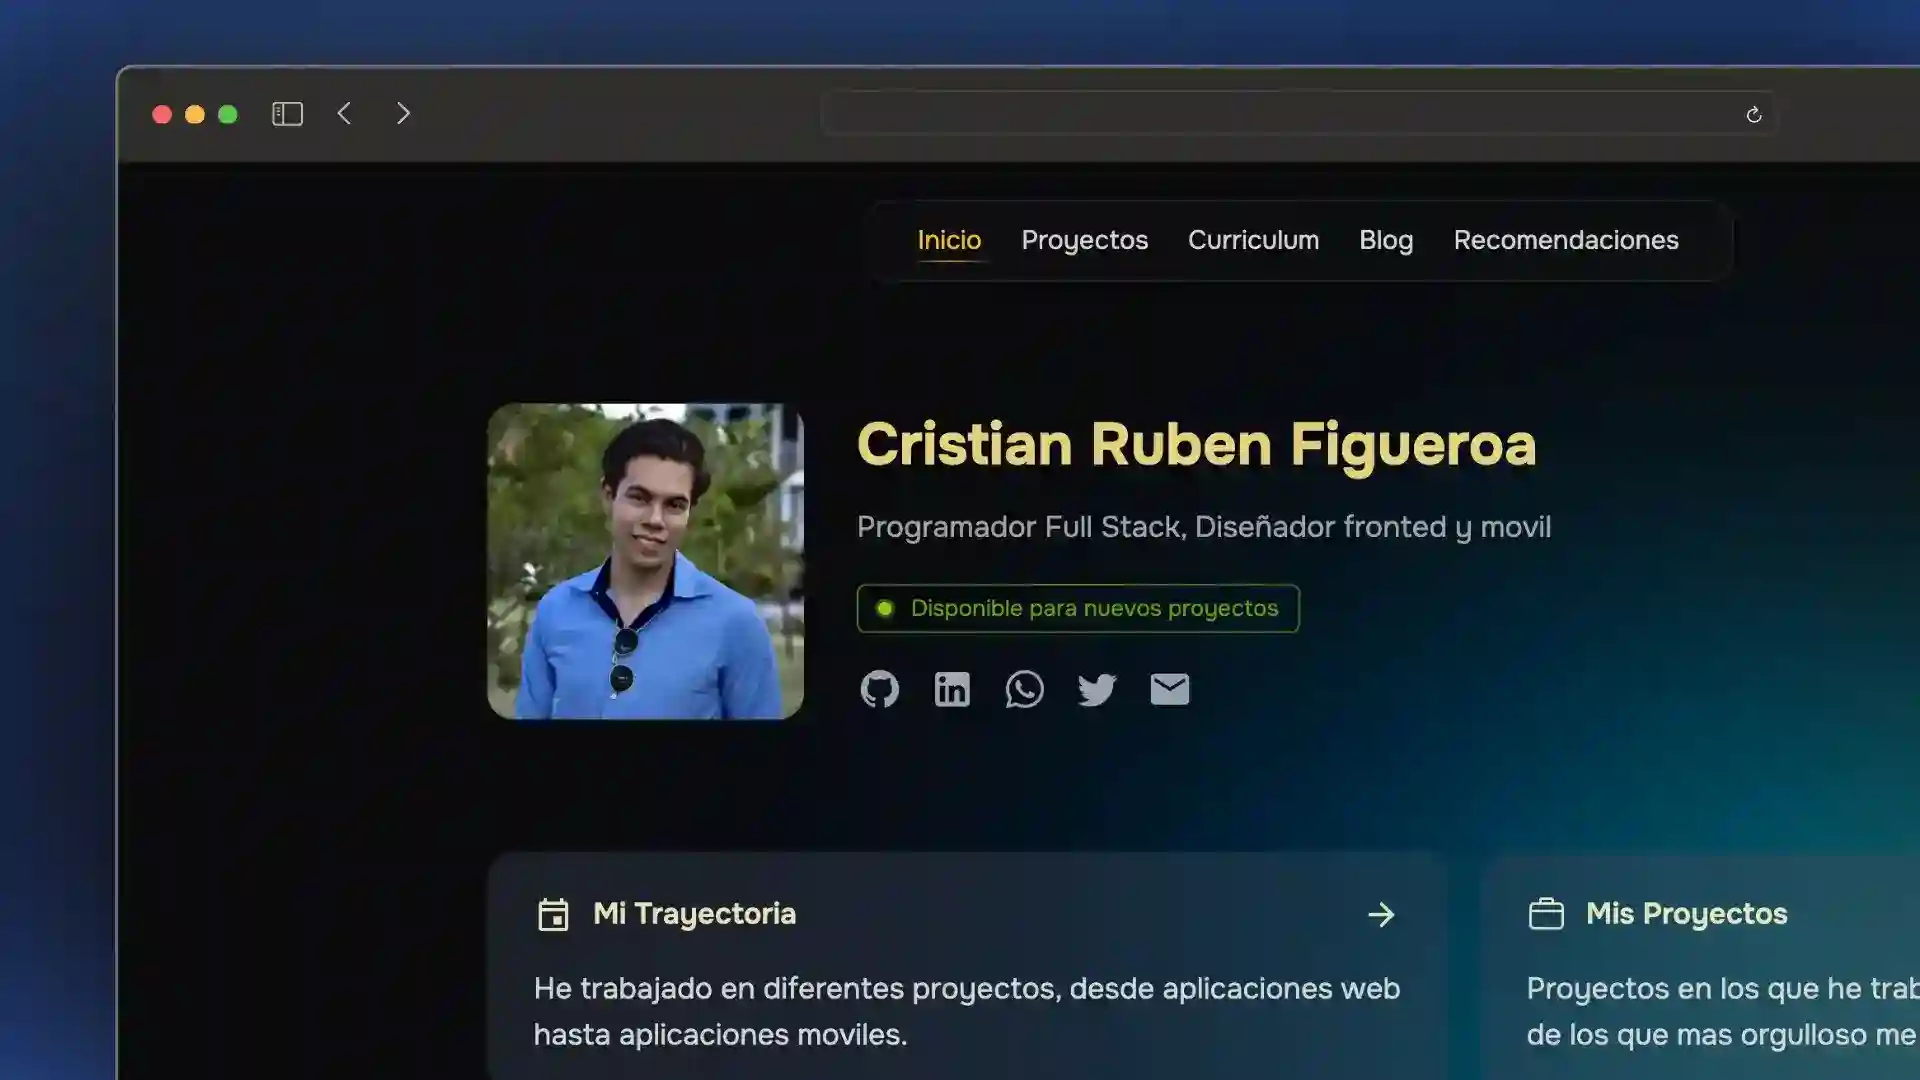 Inicio Proyectos Curriculum Blog Recomendaciones
Cristian Ruben Figueroa
Programador Full Stack, Diseñador fronted y movil
Disponible para nuevos proyectos
Mi Trayectoria
He trabajado en diferentes proyectos, desde aplicaciones web
hasta aplicaciones moviles.
Mis Proyectos
Proyectos en los que he trab
de los que mas orgulloso me